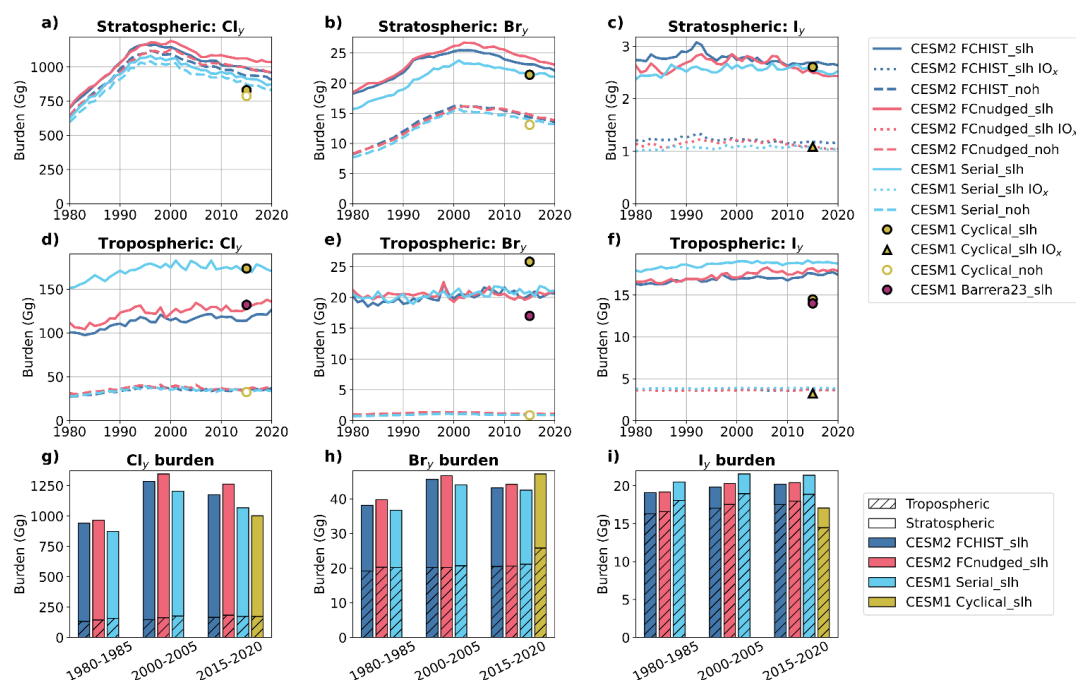 a) Stratospheric: Cly
b) Stratospheric: Bry
c) Stratospheric: Iy
Burden (Gg)
1000
750
500
250
0
1980 1990 2000 2010 2020
Burden (Gg)
25
20
15
10
5
0
1980 1990 2000 2010 2020
Burden (Gg)
3
2
1
0
1980 1990 2000 2010 2020
CESM2 FCHIST_slh
CESM2 FCHIST_slh IOx
CESM2 FCHIST_noh
CESM2 FCnudged_slh
CESM2 FCnudged_slh IOx
CESM2 FCnudged_noh
CESM1 Serial_slh
CESM1 Serial_slh IOx
CESM1 Serial_noh
CESM1 Cyclical_slh
CESM1 Cyclical_slh IOx
CESM1 Cyclical_noh
CESM1 Barrera23_slh
d) Tropospheric: Cly
e) Tropospheric: Bry
f) Tropospheric: Iy
Burden (Gg)
150
100
50
0
1980 1990 2000 2010 2020
Burden (Gg)
25
20
15
10
5
0
1980 1990 2000 2010 2020
Burden (Gg)
15
10
5
0
1980 1990 2000 2010 2020
g) Cly burden
h) Bry burden
i) Iy burden
Burden (Gg)
1250
1000
750
500
250
0
1980-1985
2000-2005
2015-2020
Burden (Gg)
40
30
20
10
0
1980-1985
2000-2005
2015-2020
Burden (Gg)
20
15
10
5
0
1980-1985
2000-2005
2015-2020
Tropospheric
Stratospheric
CESM2 FCHIST_slh
CESM2 FCnudged_slh
CESM1 Serial_slh
CESM1 Cyclical_slh